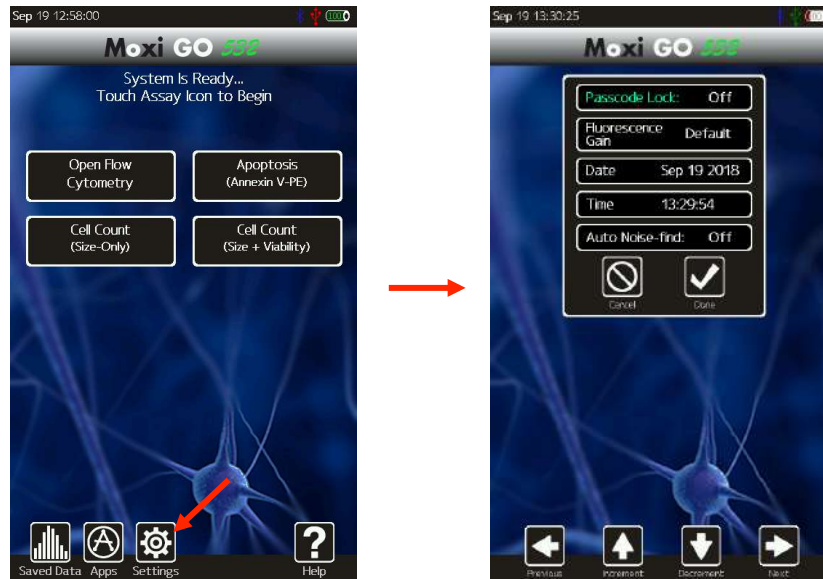 Sep 19 12:58:00
100
Moxi GO 532
System Is Ready...
Touch Assay Icon to Begin
Open Flow
Cytometry
Apoptosis
(Annexin V-PE)
Cell Count
(Size-Only)
Cell Count
(Size + Viability)
Saved Data
Apps
Settings
?
Help
Sep 19 13:30:25
Moxi GO
Passcode Lock: Off
Fluorescence
Gain
Default
Date Sep 19 2018
Time 13:29:54
Auto Noise-find: Off
Cancel
Done
Previous
Increment
Decrement
Next